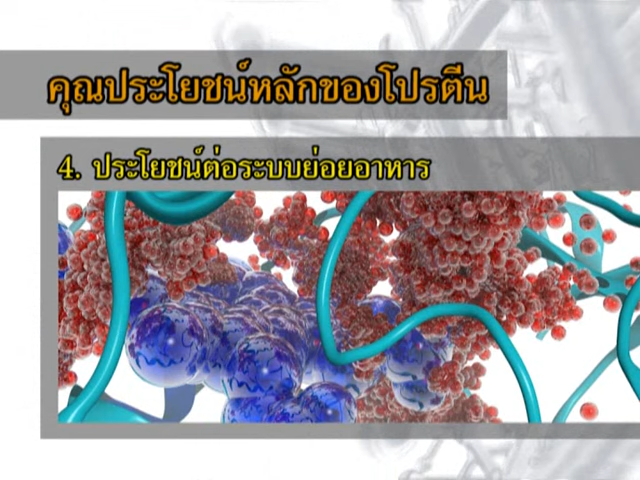 คุณประโยชน์หลักของโปรตีน
4. ประโยชน์ต่อระบบย่อยอาหาร